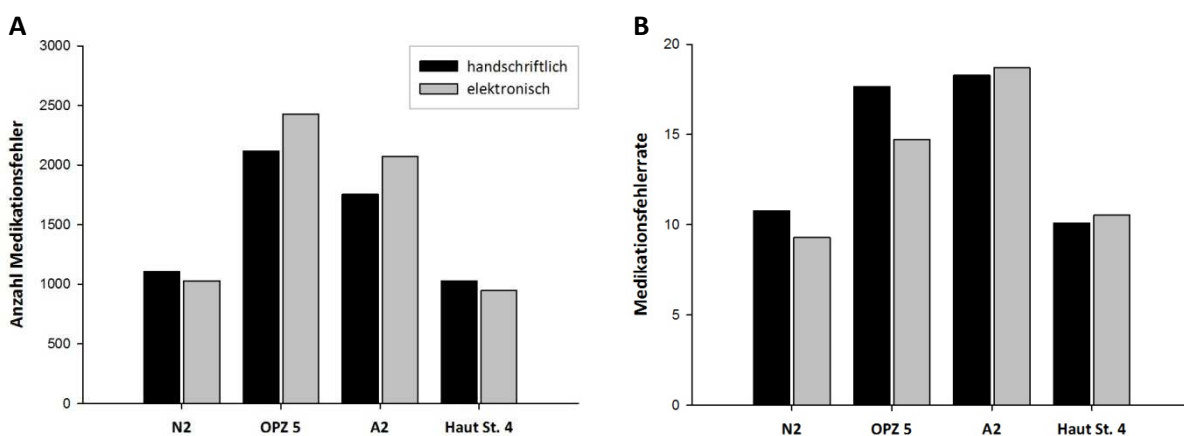 A
Anzahl Medikationsfehler
3000
2500
2000
1500
1000
500
0
handschriftlich
elektronisch
N2
OPZ 5
A2
Haut St. 4
B
Medikationsfehlerrate
20
15
10
5
0
N2
OPZ 5
A2
Haut St. 4